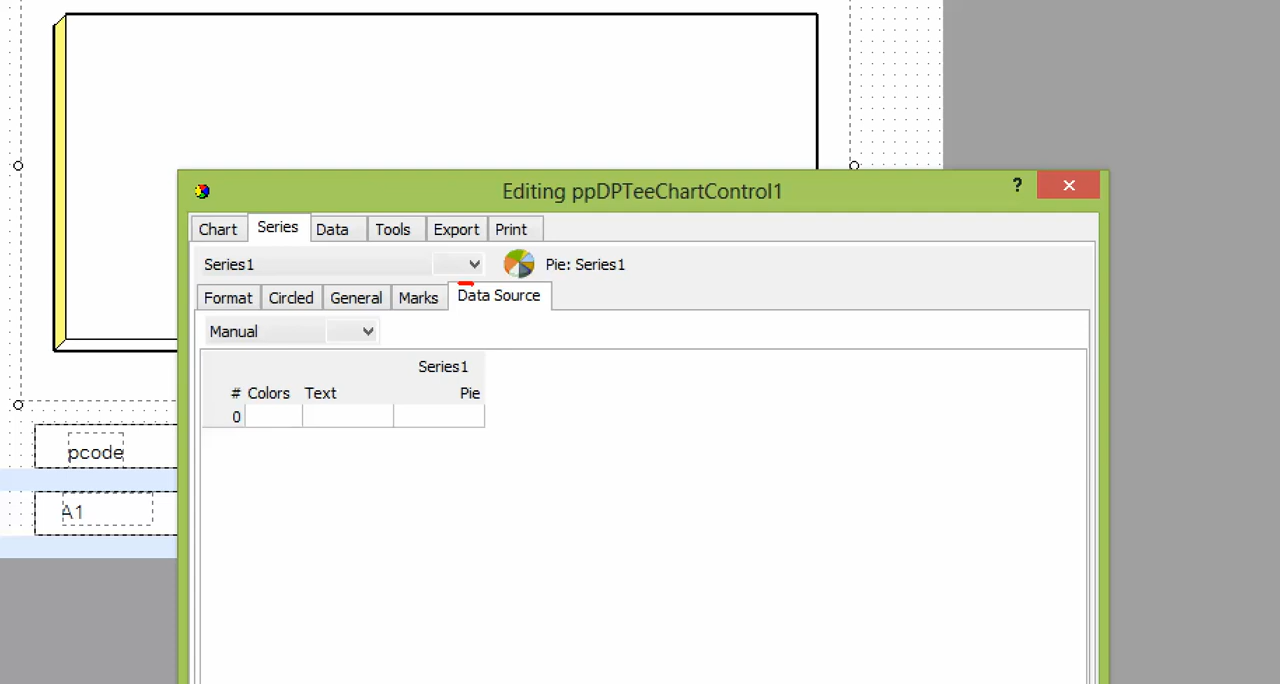 Editing ppDPTeeChartControl1
?
Chart Series Data Tools Export Print
Series1 Pie: Series1
Format Circled General Marks Data Source
Manual
Series1
# Colors Text Pie
0
pcode
A1